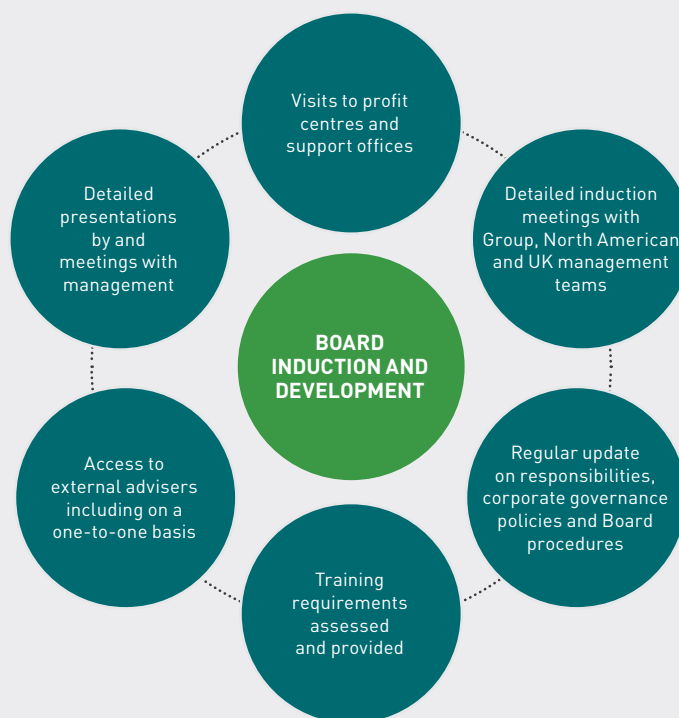 Visits to profit
centres and
support offices
Detailed induction
meetings with
Group, North American
and UK management
teams
Regular update
on responsibilities,
corporate governance
policies and Board
procedures
Training
requirements
assessed
and provided
Access to
external advisers
including on a
one-to-one basis
Detailed
presentations
by and
meetings with
management
BOARD
INDUCTION AND
DEVELOPMENT